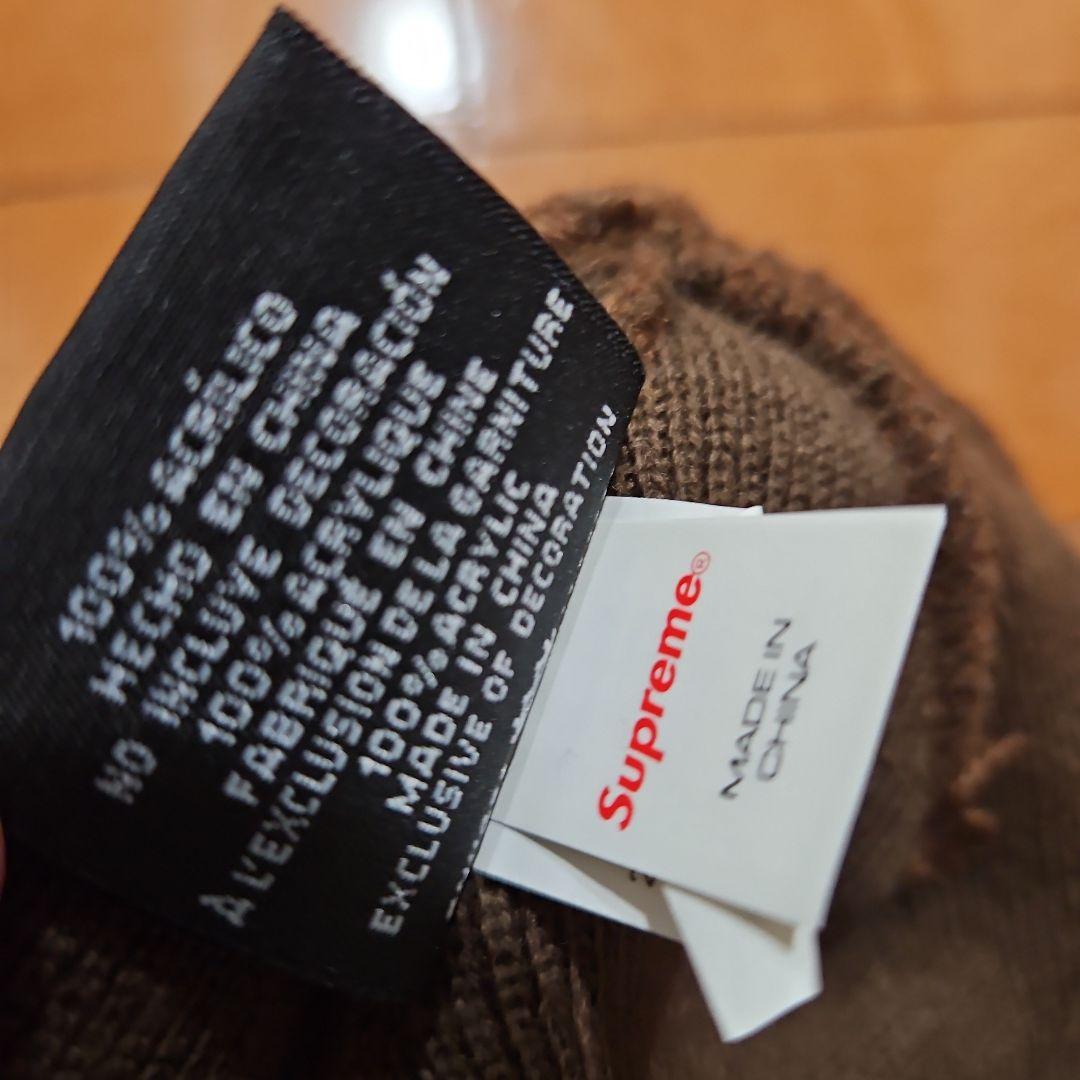 100% ACRÍLICO
HECHO EN CHINA
NO INCLUYE DECORACIÓN
100% ACRYLIQUE
FABRIQUE EN CHINE
À L'EXCLUSION DE LA GARNITURE
100% ACRYLIC
MADE IN CHINA
EXCLUSIVE OF DECORATION
Supreme®
MADE IN
CHINA